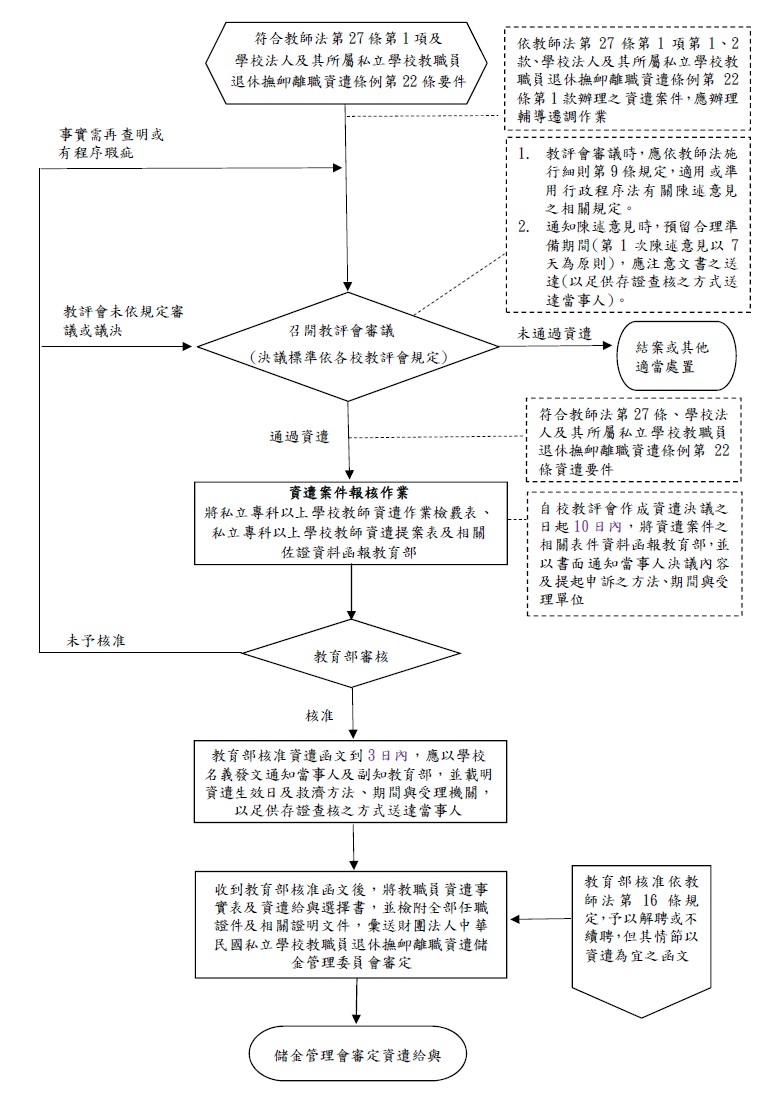 符合教師法第 27 條第 1 項及
學校法人及其所屬私立學校教職員
退休撫卹離職資遣條例第 22 條要件
依教師法第 27 條第 1 項第 1、2
款、學校法人及其所屬私立學校教
職員退休撫卹離職資遣條例第 22
條第 1 款辦理之資遣案件，應辦理
輔導遷調作業
事實需再查明或
有程序瑕疵
1. 教評會審議時，應依教師法施
行細則第 9 條規定，適用或準
用行政程序法有關陳述意見
之相關規定。
2. 通知陳述意見時，預留合理準
備期間(第 1 次陳述意見以 7
天為原則)，應注意文書之送
達(以足供存證查核之方式送
達當事人)。
教評會未依規定審
議或議決
召開教評會審議
(決議標準依各校教評會規定)
未通過資遣
結案或其他
適當處置
通過資遣
符合教師法第 27 條、學校法
人及其所屬私立學校教職員
退休撫卹離職資遣條例第 22
條資遣要件
資遣案件報核作業
將私立專科以上學校教師資遣作業檢覈表、
私立專科以上學校教師資遣提案表及相關
佐證資料函報教育部
自校教評會作成資遣決議之
日起 10 日內，將資遣案件之
相關表件資料函報教育部，並
以書面通知當事人決議內容
及提起申訴之方法、期間與受
理單位
未予核准
教育部審核
核准
教育部核准資遣函文到 3 日內，應以學校
名義發文通知當事人及副知教育部，並載明
資遣生效日及救濟方法、期間與受理機關，
以足供存證查核之方式送達當事人
收到教育部核准函文後，將教職員資遣事
實表及資遣給與選擇書，並檢附全部任職
證件及相關證明文件，彙送財團法人中華
民國私立學校教職員退休撫卹離職資遣儲
金管理委員會審定
教育部核准依教
師法第 16 條規
定，予以解聘或不
續聘，但其情節以
資遣為宜之函文
儲金管理會審定資遣給與